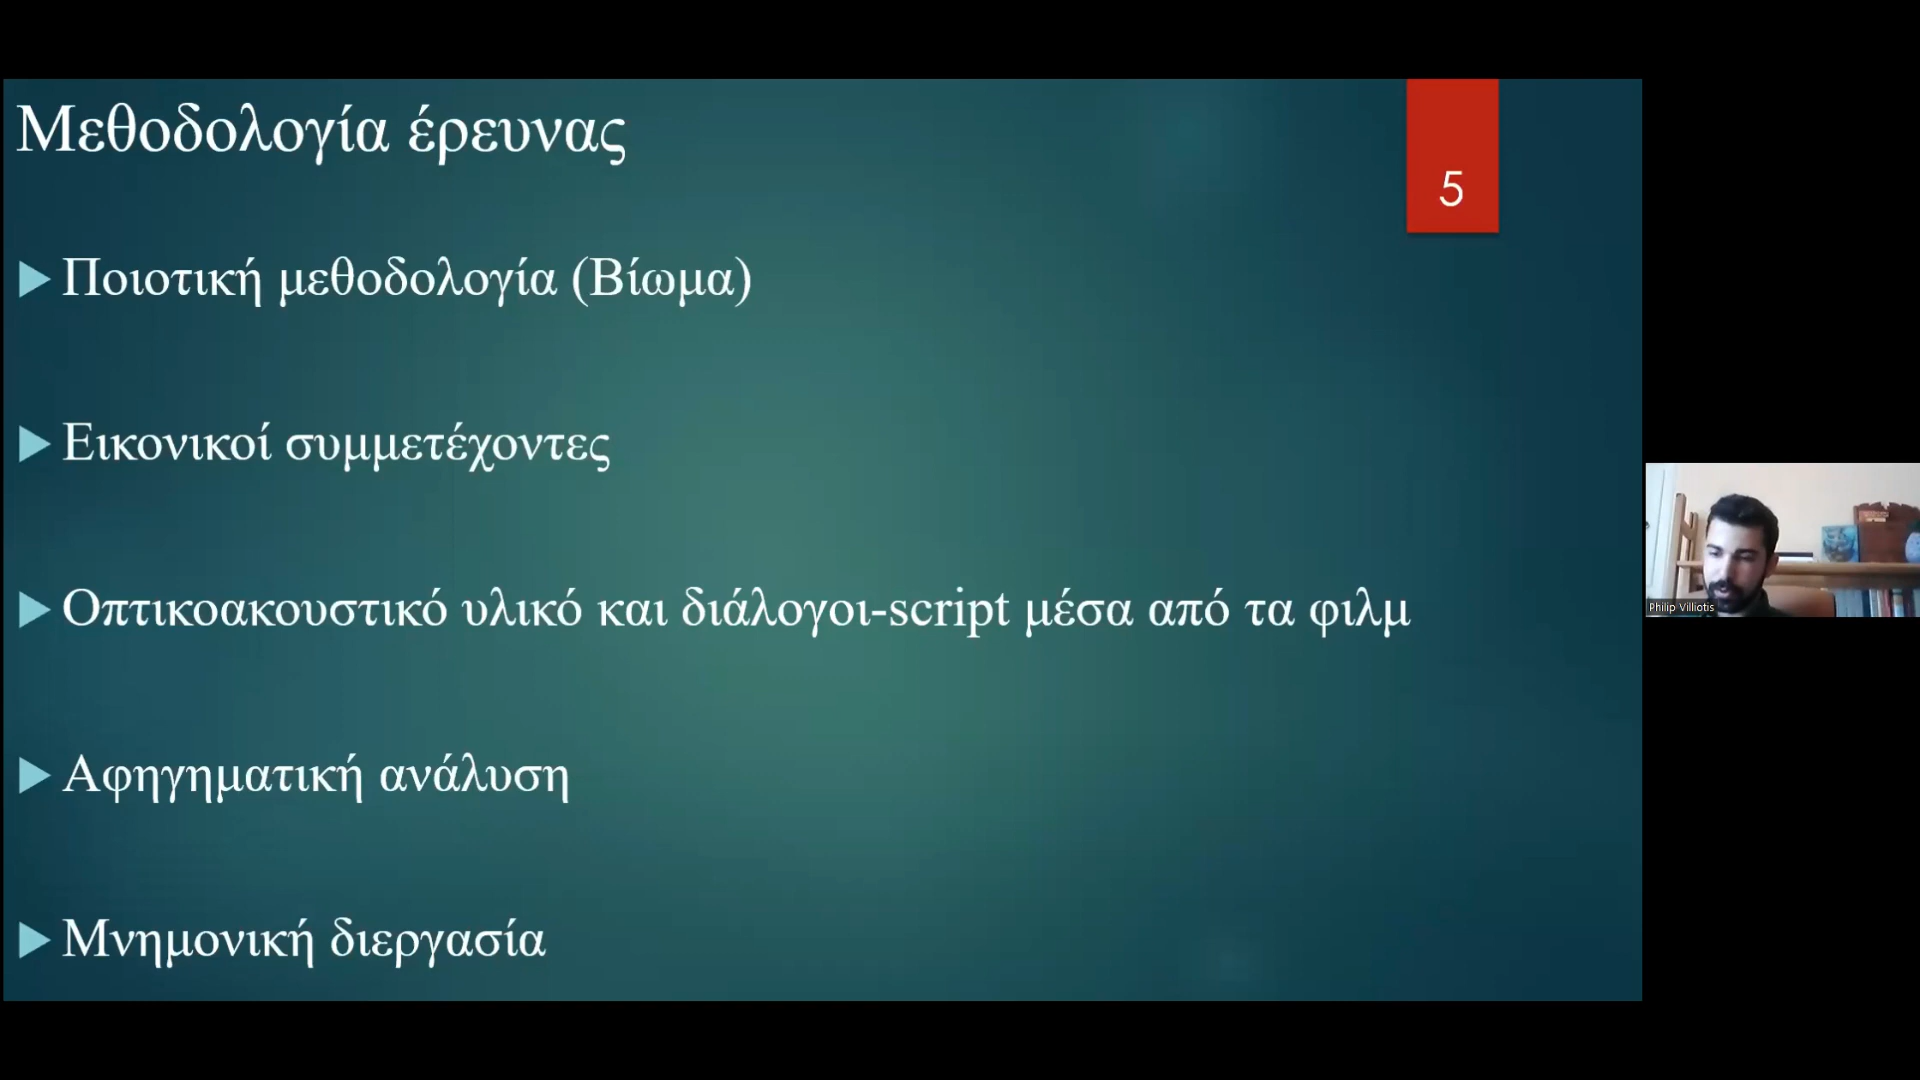 Μεθοδολογία έρευνας
5
Ποιοτική μεθοδολογία (Βίωμα)
Εικονικοί συμμετέχοντες
Οπτικοακουστικό υλικό και διάλογοι-script μέσα από τα φιλμ
Αφηγηματική ανάλυση
Μνημονική διεργασία
Philip Villiotis